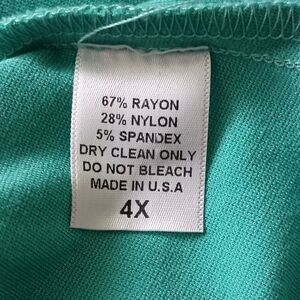 67% RAYON
28% NYLON
5% SPANDEX
DRY CLEAN ONLY
DO NOT BLEACH
MADE IN U.S.A
4X